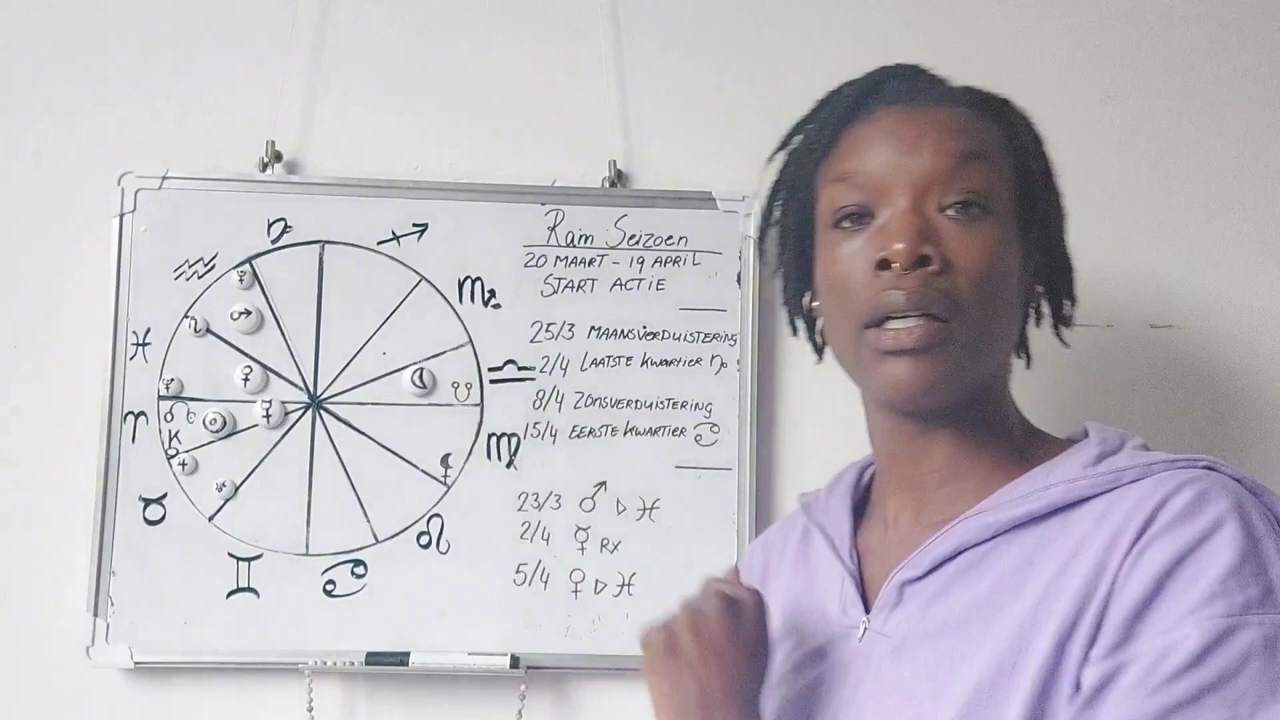 Ram Seizoen
20 MAART - 19 APRIL
START ACTIE
25/3 MAANSVERDUISTERING
2/4 LAATSTE KWARTIER ♑
8/4 ZONSVERDUISTERING
15/4 EERSTE KWARTIER ♋
23/3 ♂ ▷ ♓
2/4 ☿ RX
5/4 ♀ ▷ ♓